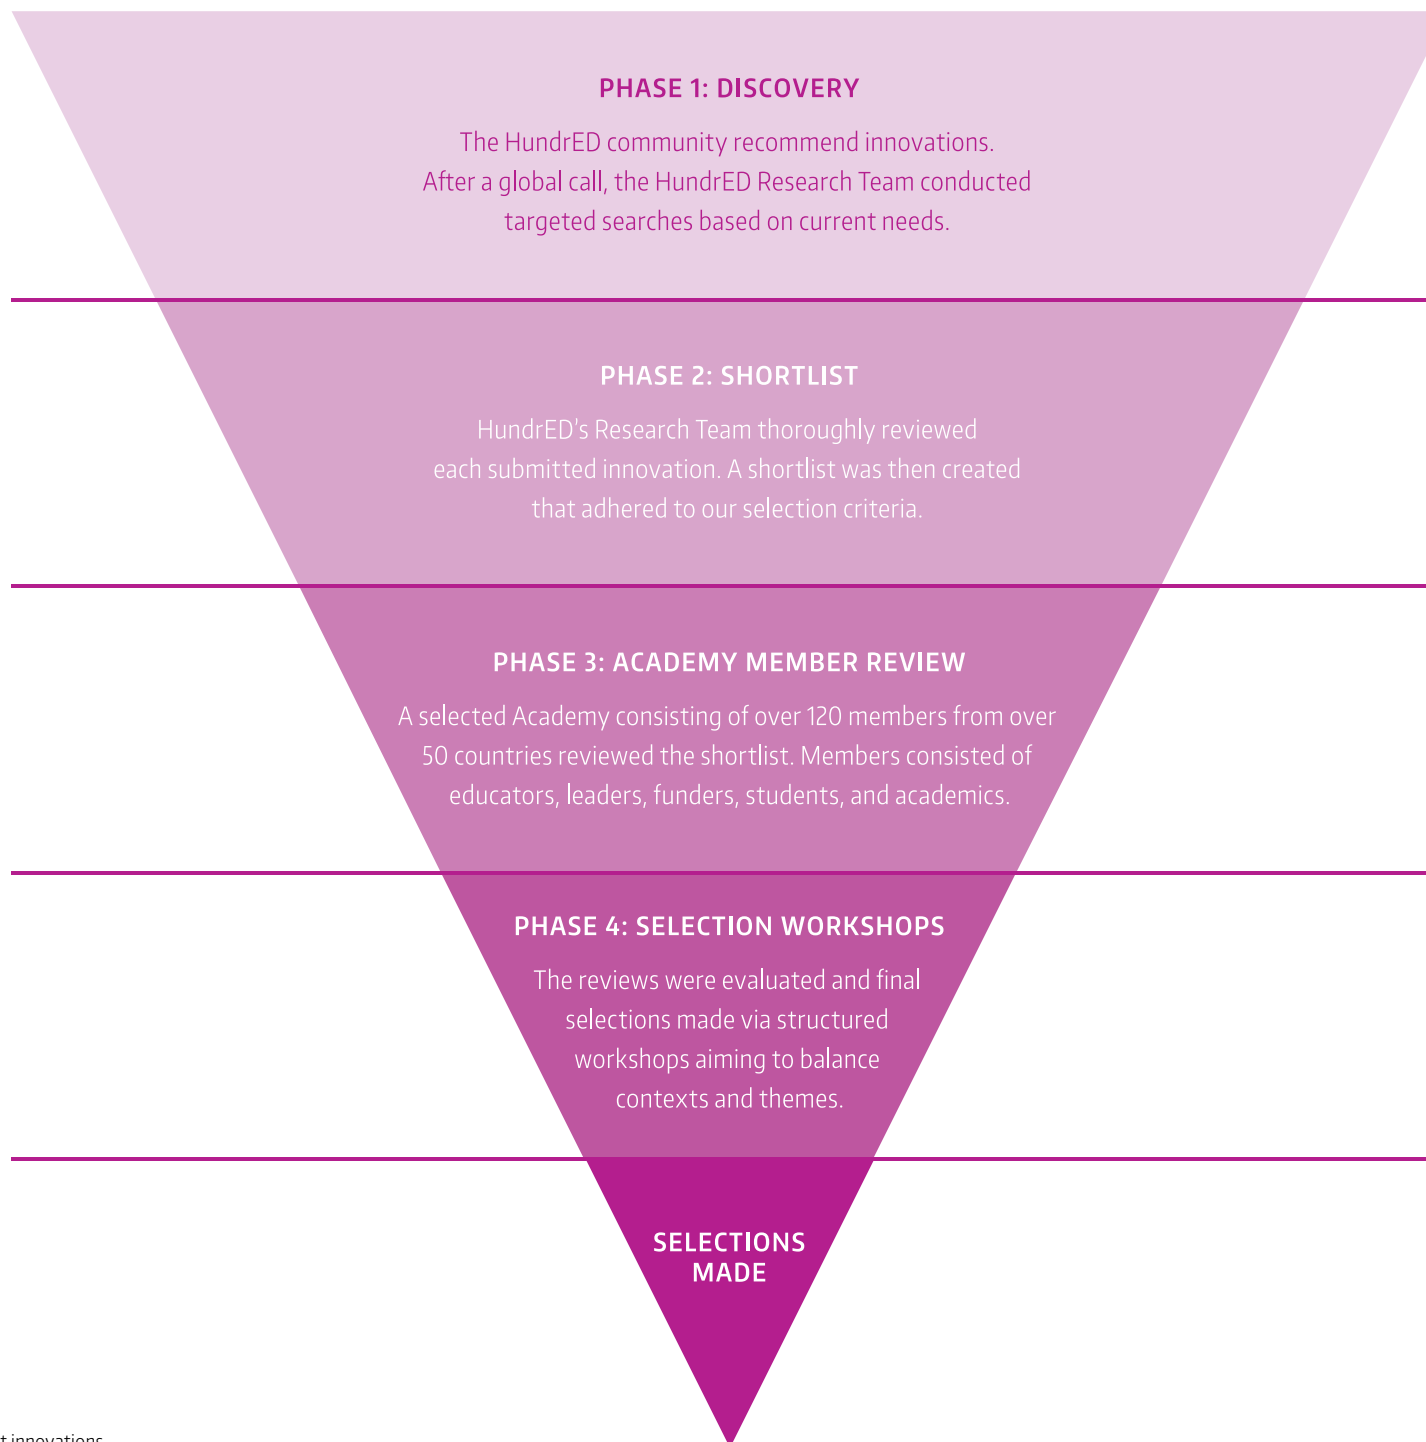 PHASE 1: DISCOVERY
The HundrED community recommend innovations.
After a global call, the HundrED Research Team conducted
targeted searches based on current needs.
PHASE 2: SHORTLIST
HundrED’s Research Team thoroughly reviewed
each submitted innovation. A shortlist was then created
that adhered to our selection criteria.
PHASE 3: ACADEMY MEMBER REVIEW
A selected Academy consisting of over 120 members from over
50 countries reviewed the shortlist. Members consisted of
educators, leaders, funders, students, and academics.
PHASE 4: SELECTION WORKSHOPS
The reviews were evaluated and final
selections made via structured
workshops aiming to balance
contexts and themes.
SELECTIONS
MADE
innovations